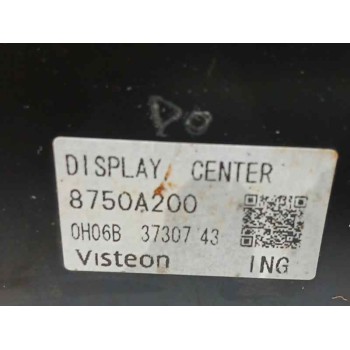 DISPLAY, CENTER
8750A200
0H06B 37307 43
Visteon ING